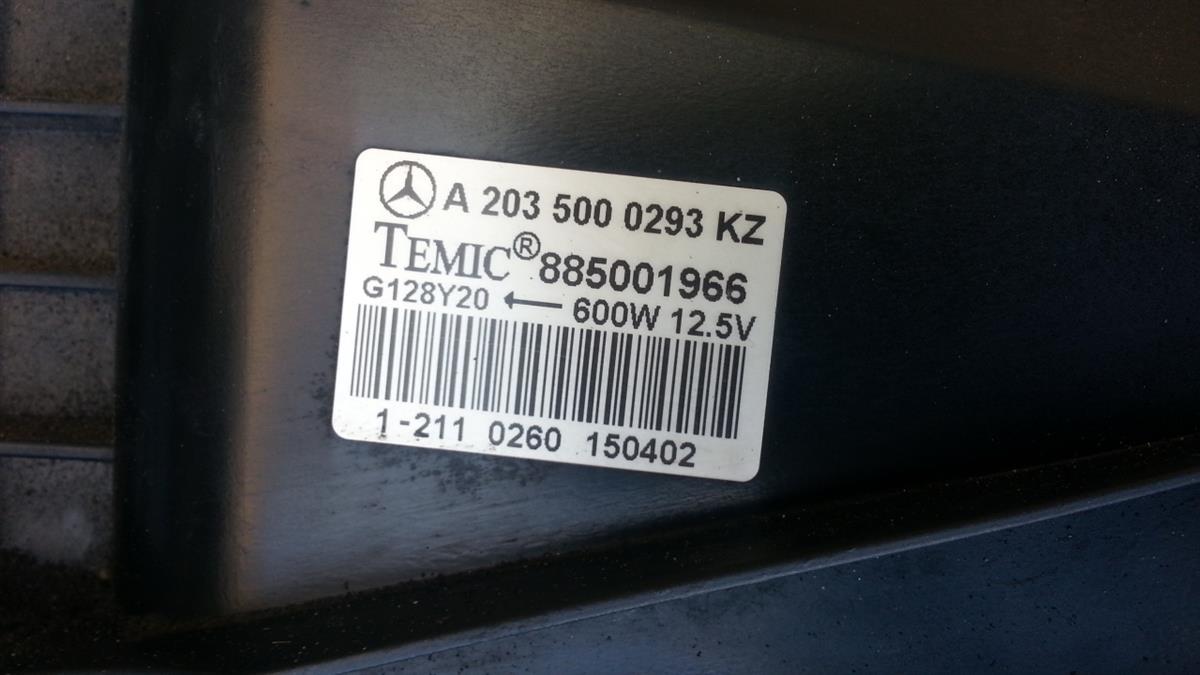 A 203 500 0293 KZ
TEMIC® 885001966
G128Y20 ← 600W 12.5V
1-211 0260 150402